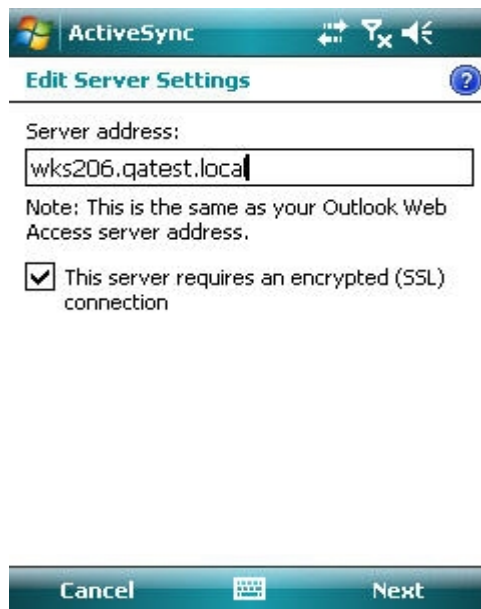 ActiveSync
Edit Server Settings
?
Server address:
wks206.qatest.local
Note: This is the same as your Outlook Web
Access server address.
This server requires an encrypted (SSL)
connection
Cancel
Next